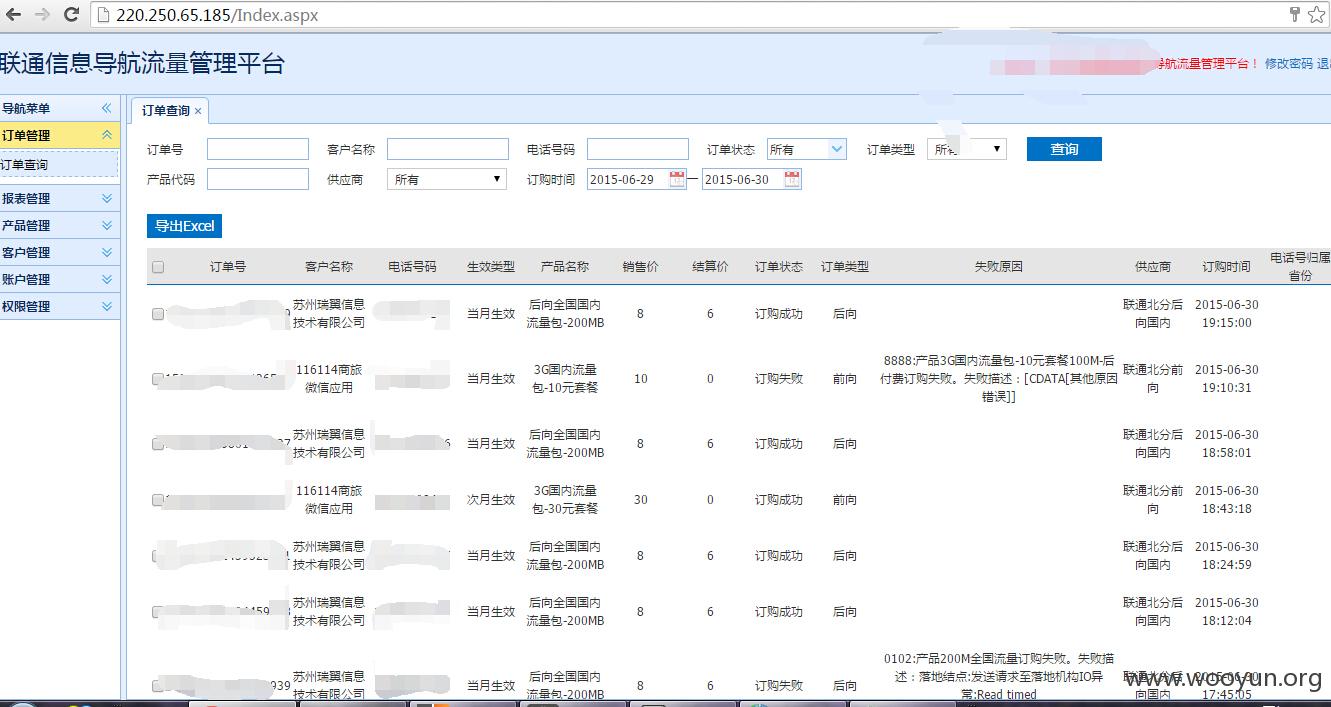 220.250.65.185/Index.aspx
联通信息导航流量管理平台
导航流量管理平台！ 修改密码 退
导航菜单
订单管理
订单查询
报表管理
产品管理
客户管理
账户管理
权限管理
订单查询 ×
订单号 客户名称 电话号码 订单状态 所有 订单类型 所有 查询
产品代码 供应商 所有 订购时间 2015-06-29 — 2015-06-30
导出Excel
订单号 客户名称 电话号码 生效类型 产品名称 销售价 结算价 订单状态 订单类型 失败原因 供应商 订购时间 电话号归属
省份
苏州瑞翼信息 后向全国国内 联通北分后 2015-06-30
技术有限公司 当月生效 流量包-200MB 8 6 订购成功 后向 向国内 19:15:00
8888:产品3G国内流量包-10元套餐100M-后
116114商旅 3G国内流量 付费订购失败。失败描述：[CDATA[其他原因 联通北分前 2015-06-30
微信应用 当月生效 包-10元套餐 10 0 订购失败 前向 错误]] 向 19:10:31
苏州瑞翼信息 后向全国国内 联通北分后 2015-06-30
技术有限公司 当月生效 流量包-200MB 8 6 订购成功 后向 向国内 18:58:01
116114商旅 3G国内流量 联通北分前 2015-06-30
微信应用 次月生效 包-30元套餐 30 0 订购成功 前向 向 18:43:18
苏州瑞翼信息 后向全国国内 联通北分后 2015-06-30
技术有限公司 当月生效 流量包-200MB 8 6 订购成功 后向 向国内 18:24:59
苏州瑞翼信息 后向全国国内 联通北分后 2015-06-30
技术有限公司 当月生效 流量包-200MB 8 6 订购成功 后向 向国内 18:12:04
0102:产品200M全国流量订购失败。失败描
939 苏州瑞翼信息 后向全国国内 述：落地结点:发送请求至落地机构IO异 联通北分后 2015-06-30
技术有限公司 当月生效 流量包-200MB 8 6 订购失败 后向 常:Read timed 向国内 17:45:05
www.wooyun.org